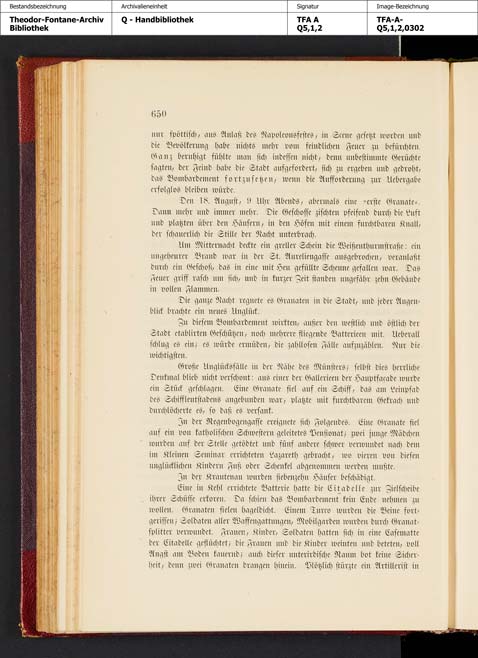 Bestandsbezeichnung
Theodor-Fontane-Archiv
Bibliothek
Archivalieneinheit
Q - Handbibliothek
Signatur
TFA A
Q5,1,2
Image-Bezeichnung
TFA-A-
Q5,1,2,0302
650
nur spöttisch, aus Anlaß des Napoleonsfestes, in Scene gesetzt worden und
die Bevölkerung habe nichts mehr vom feindlichen Feuer zu befürchten.
Ganz beruhigt fühlte man sich indessen nicht, denn unbestimmte Gerüchte
sagten, der Feind habe die Stadt aufgefordert, sich zu ergeben und gedroht,
das Bombardement fortzusetzen, wenn die Aufforderung zur Uebergabe
erfolglos bleiben würde.
Den 18. August, 9 Uhr Abends, abermals eine »erste Granate«.
Dann mehr und immer mehr. Die Geschosse zischten pfeifend durch die Luft
und platzten über den Häusern, in den Höfen mit einem furchtbaren Knall,
der schauerlich die Stille der Nacht unterbrach.
Um Mitternacht deckte ein greller Schein die Weißenthurmstraße: ein
ungeheurer Brand war in der St. Aureliengasse ausgebrochen, veranlaßt
durch ein Geschoß, das in eine mit Heu gefüllte Scheune gefallen war. Das
Feuer griff rasch um sich, und in kurzer Zeit standen ungefähr zehn Gebäude
in vollen Flammen.
Die ganze Nacht regnete es Granaten in die Stadt, und jeder Augen-
blick brachte ein neues Unglück.
Zu diesem Bombardement wirkten, außer den westlich und östlich der
Stadt etablirten Geschützen, noch mehrere fliegende Batterieen mit. Ueberall
schlug es ein; es würde ermüden, die zahllosen Fälle aufzuzählen. Nur die
wichtigsten.
Große Unglücksfälle in der Nähe des Münsters; selbst dies herrliche
Denkmal blieb nicht verschont: aus einer der Gallerieen der Hauptfacade wurde
ein Stück geschlagen. Eine Granate fiel auf ein Schiff, das am Leinpfad
des Schiffleutstadens angebunden war, platzte mit furchtbarem Gekrach und
durchlöcherte es, so daß es versank.
In der Regenbogengasse ereignete sich Folgendes. Eine Granate fiel
auf ein von katholischen Schwestern geleitetes Pensionat; zwei junge Mädchen
wurden auf der Stelle getödtet und fünf andere schwer verwundet nach dem
im Kleinen Seminar errichteten Lazareth gebracht, wo vieren von diesen
unglücklichen Kindern Fuß oder Schenkel abgenommen werden mußte.
In der Krautenau wurden siebenzehn Häuser beschädigt.
Eine in Kehl errichtete Batterie hatte die Citadelle zur Zielscheibe
ihrer Schüsse erkoren. Da schien das Bombardement kein Ende nehmen zu
wollen. Granaten fielen hageldicht. Einem Turco wurden die Beine fort-
gerissen; Soldaten aller Waffengattungen, Mobilgarden wurden durch Granat-
splitter verwundet. Frauen, Kinder, Soldaten hatten sich in eine Casematte
der Citadelle geflüchtet; die Frauen und die Kinder weinten und beteten, voll
Angst am Boden kauernd; auch dieser unterirdische Raum bot keine Sicher-
heit, denn zwei Granaten drangen hinein. Plötzlich stürzte ein Artillerist in